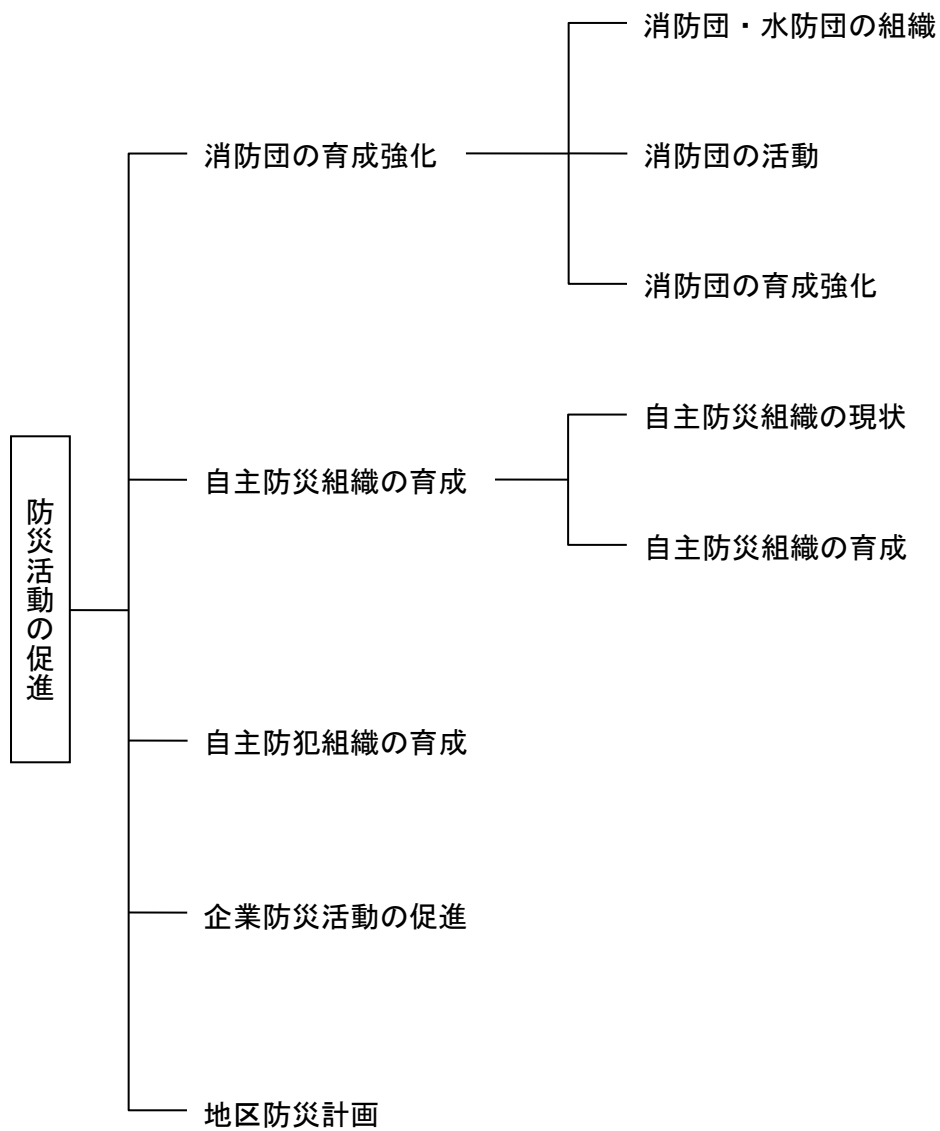 防災活動の促進
消防団の育成強化
消防団・水防団の組織
消防団の活動
消防団の育成強化
自主防災組織の育成
自主防災組織の現状
自主防災組織の育成
自主防犯組織の育成
企業防災活動の促進
地区防災計画